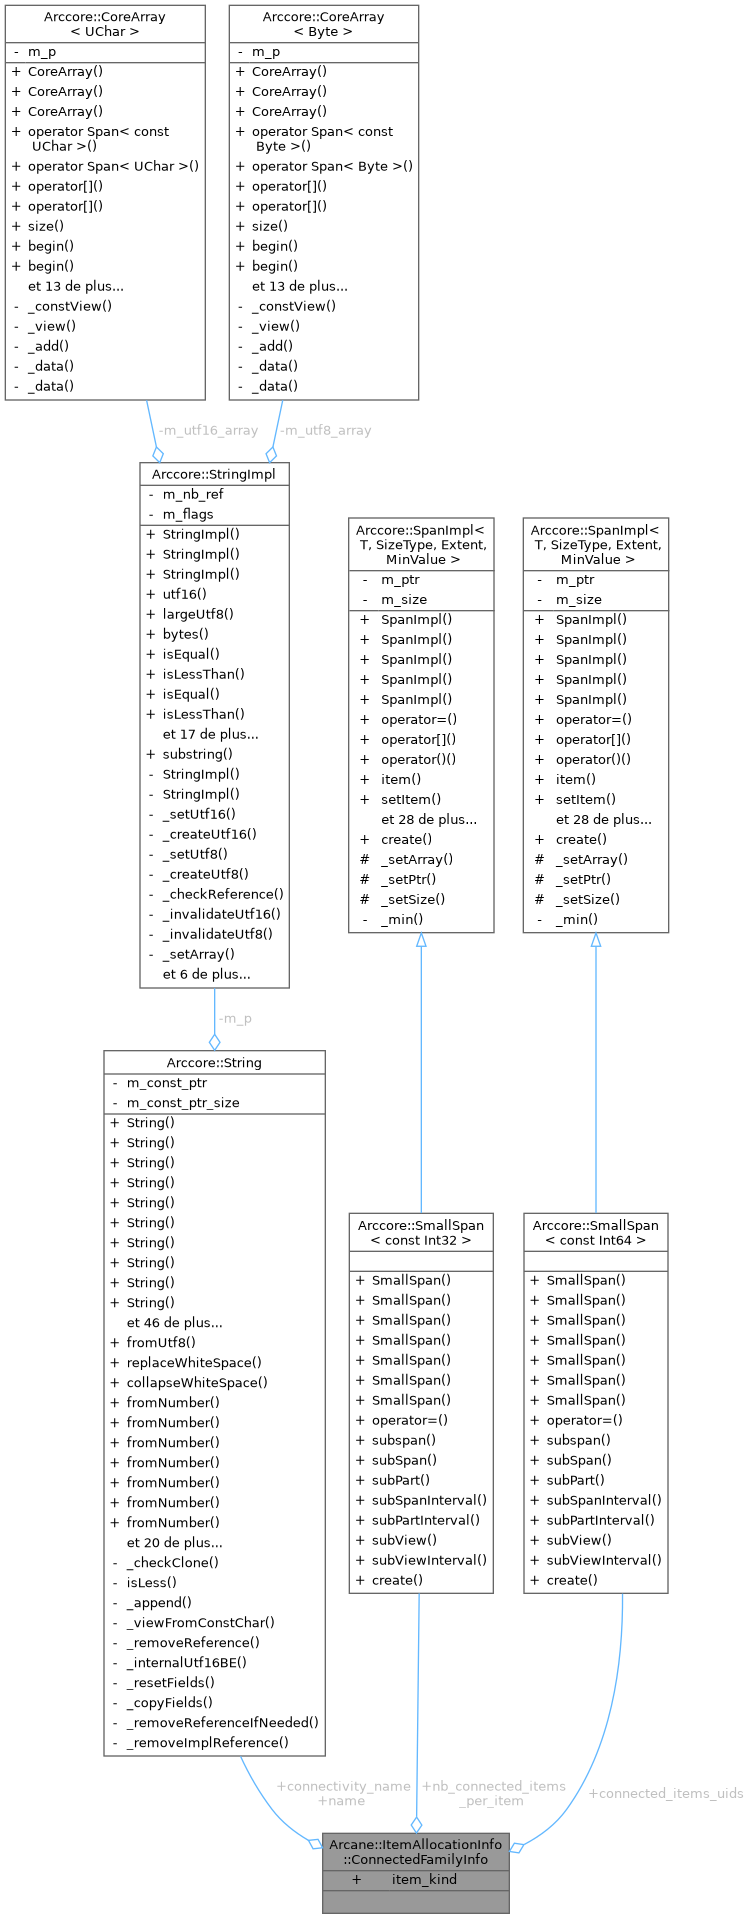 Arccore::CoreArray
< UChar >
- m_p
+ CoreArray()
+ CoreArray()
+ CoreArray()
+ operator Span< const
UChar >()
+ operator Span< UChar >()
+ operator[]()
+ operator[]()
+ size()
+ begin()
+ begin()
et 13 de plus...
- _constView()
- _view()
- _add()
- _data()
- _data()
Arccore::CoreArray
< Byte >
- m_p
+ CoreArray()
+ CoreArray()
+ CoreArray()
+ operator Span< const
Byte >()
+ operator Span< Byte >()
+ operator[]()
+ operator[]()
+ size()
+ begin()
+ begin()
et 13 de plus...
- _constView()
- _view()
- _add()
- _data()
- _data()
-m_utf16_array
-m_utf8_array
Arccore::StringImpl
- m_nb_ref
- m_flags
+ StringImpl()
+ StringImpl()
+ StringImpl()
+ utf16()
+ largeUtf8()
+ bytes()
+ isEqual()
+ isLessThan()
+ isEqual()
+ isLessThan()
et 17 de plus...
+ substring()
- StringImpl()
- StringImpl()
- _setUtf16()
- _createUtf16()
- _setUtf8()
- _createUtf8()
- _checkReference()
- _invalidateUtf16()
- _invalidateUtf8()
- _setArray()
et 6 de plus...
Arccore::SpanImpl<
T, SizeType, Extent,
MinValue >
- m_ptr
- m_size
+ SpanImpl()
+ SpanImpl()
+ SpanImpl()
+ SpanImpl()
+ SpanImpl()
+ operator=()
+ operator[]()
+ operator()()
+ item()
+ setItem()
et 28 de plus...
+ create()
# _setArray()
# _setPtr()
# _setSize()
- _min()
Arccore::SpanImpl<
T, SizeType, Extent,
MinValue >
- m_ptr
- m_size
+ SpanImpl()
+ SpanImpl()
+ SpanImpl()
+ SpanImpl()
+ SpanImpl()
+ operator=()
+ operator[]()
+ operator()()
+ item()
+ setItem()
et 28 de plus...
+ create()
# _setArray()
# _setPtr()
# _setSize()
- _min()
-m_p
Arccore::String
- m_const_ptr
- m_const_ptr_size
+ String()
+ String()
+ String()
+ String()
+ String()
+ String()
+ String()
+ String()
+ String()
+ String()
et 46 de plus...
+ fromUtf8()
+ replaceWhiteSpace()
+ collapseWhiteSpace()
+ fromNumber()
+ fromNumber()
+ fromNumber()
+ fromNumber()
+ fromNumber()
+ fromNumber()
+ fromNumber()
et 20 de plus...
- _checkClone()
- isLess()
- _append()
- _viewFromConstChar()
- _removeReference()
- _internalUtf16BE()
- _resetFields()
- _copyFields()
- _removeReferenceIfNeeded()
- _removeImplReference()
Arccore::SmallSpan
< const Int32 >
+ SmallSpan()
+ SmallSpan()
+ SmallSpan()
+ SmallSpan()
+ SmallSpan()
+ SmallSpan()
+ SmallSpan()
+ operator=()
+ subspan()
+ subSpan()
+ subPart()
+ subSpanInterval()
+ subPartInterval()
+ subView()
+ subViewInterval()
+ create()
Arccore::SmallSpan
< const Int64 >
+ SmallSpan()
+ SmallSpan()
+ SmallSpan()
+ SmallSpan()
+ SmallSpan()
+ SmallSpan()
+ SmallSpan()
+ operator=()
+ subspan()
+ subSpan()
+ subPart()
+ subSpanInterval()
+ subPartInterval()
+ subView()
+ subViewInterval()
+ create()
+connectivity_name
+name
+nb_connected_items
_per_item
+connected_items_uids
Arcane::ItemAllocationInfo
::ConnectedFamilyInfo
+ item_kind